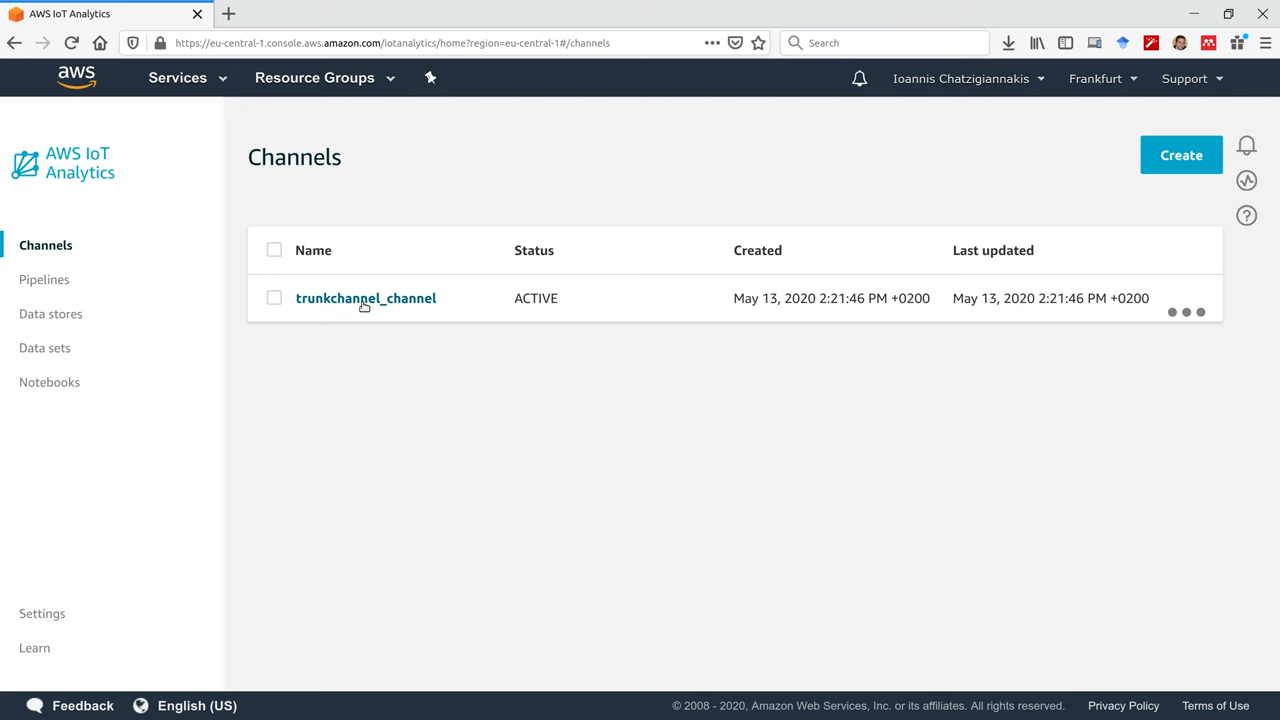 AWS IoT Analytics
https://eu-central-1.console.aws.amazon.com/iotanalytics/home?region=eu-central-1#/channels
Search
aws
Services
Resource Groups
Ioannis Chatzigiannakis
Frankfurt
Support
AWS IoT
Analytics
Channels
Pipelines
Data stores
Data sets
Notebooks
Settings
Learn
Channels
Create
Name Status Created Last updated
trunkchannel_channel ACTIVE May 13, 2020 2:21:46 PM +0200 May 13, 2020 2:21:46 PM +0200
Feedback
English (US)
© 2008 - 2020, Amazon Web Services, Inc. or its affiliates. All rights reserved.
Privacy Policy
Terms of Use